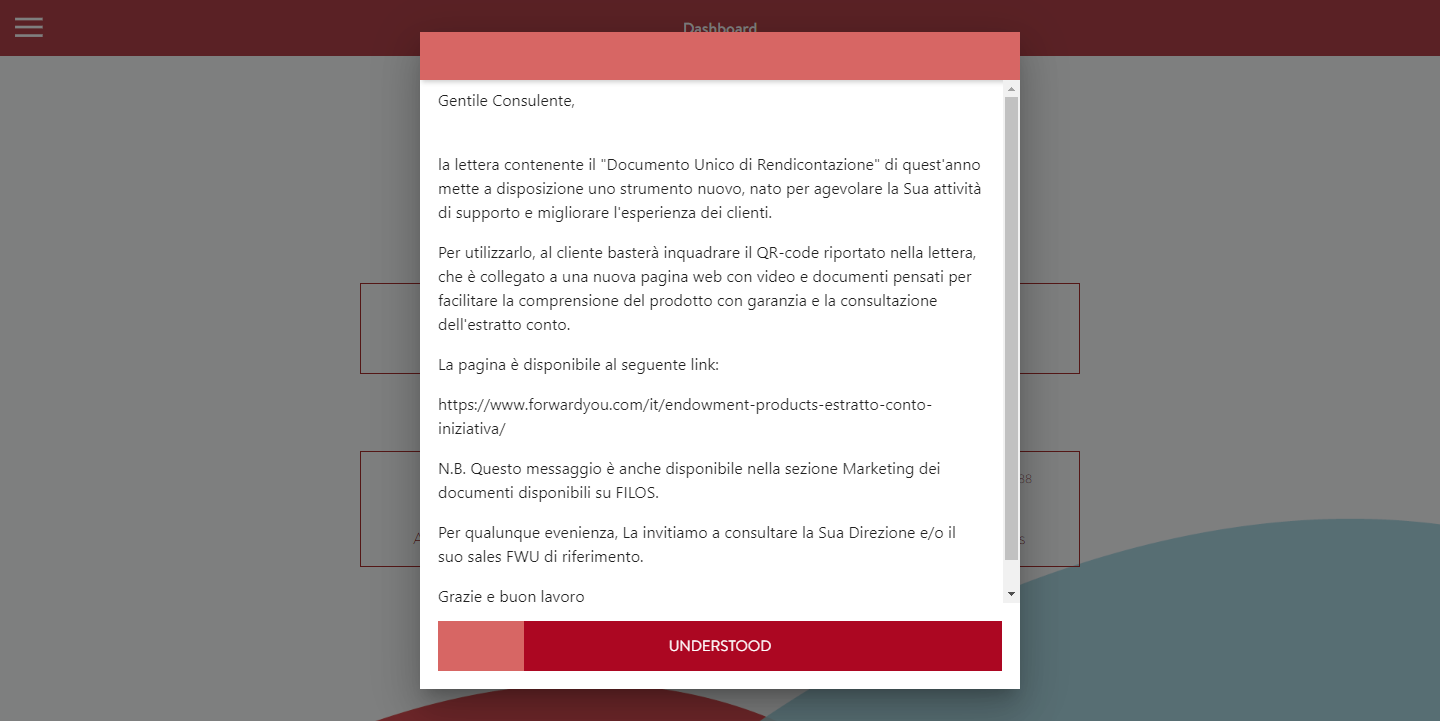 Dashboard
Gentile Consulente,
la lettera contenente il "Documento Unico di Rendicontazione" di quest'anno
mette a disposizione uno strumento nuovo, nato per agevolare la Sua attività
di supporto e migliorare l'esperienza dei clienti.
Per utilizzarlo, al cliente basterà inquadrare il QR-code riportato nella lettera,
che è collegato a una nuova pagina web con video e documenti pensati per
facilitare la comprensione del prodotto con garanzia e la consultazione
dell'estratto conto.
La pagina è disponibile al seguente link:
https://www.forwardyou.com/it/endowment-products-estratto-conto-
iniziativa/
N.B. Questo messaggio è anche disponibile nella sezione Marketing dei
documenti disponibili su FILOS.
Per qualunque evenienza, La invitiamo a consultare la Sua Direzione e/o il
suo sales FWU di riferimento.
Grazie e buon lavoro
UNDERSTOOD